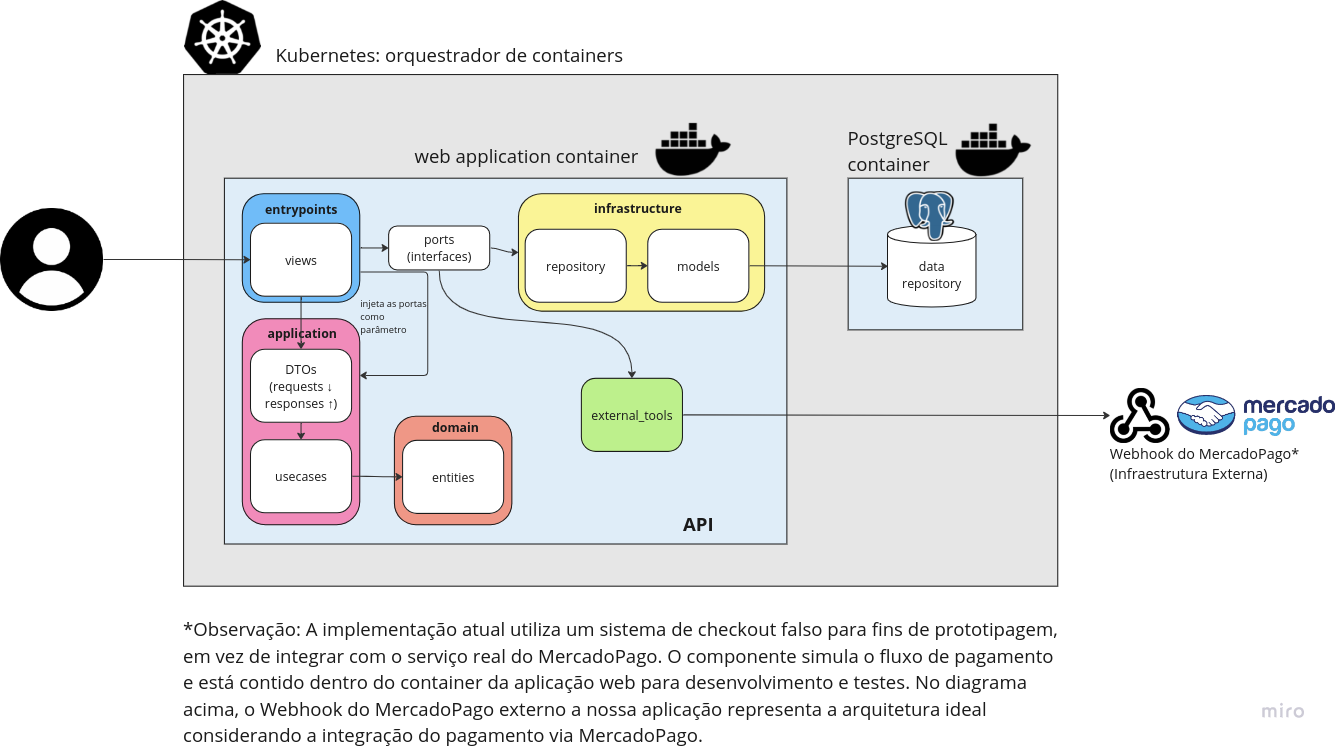 Kubernetes: orquestrador de containers
web application container
PostgreSQL
container
entrypoints
views
ports
(interfaces)
infrastructure
repository
models
data
repository
injeta as portas
como
parâmetro
application
DTOs
(requests ↓
responses ↑)
usecases
domain
entities
external_tools
API
mercado
pago
Webhook do MercadoPago*
(Infraestrutura Externa)
*Observação: A implementação atual utiliza um sistema de checkout falso para fins de prototipagem,
em vez de integrar com o serviço real do MercadoPago. O componente simula o fluxo de pagamento
e está contido dentro do container da aplicação web para desenvolvimento e testes. No diagrama
acima, o Webhook do MercadoPago externo a nossa aplicação representa a arquitetura ideal
considerando a integração do pagamento via MercadoPago.
miro